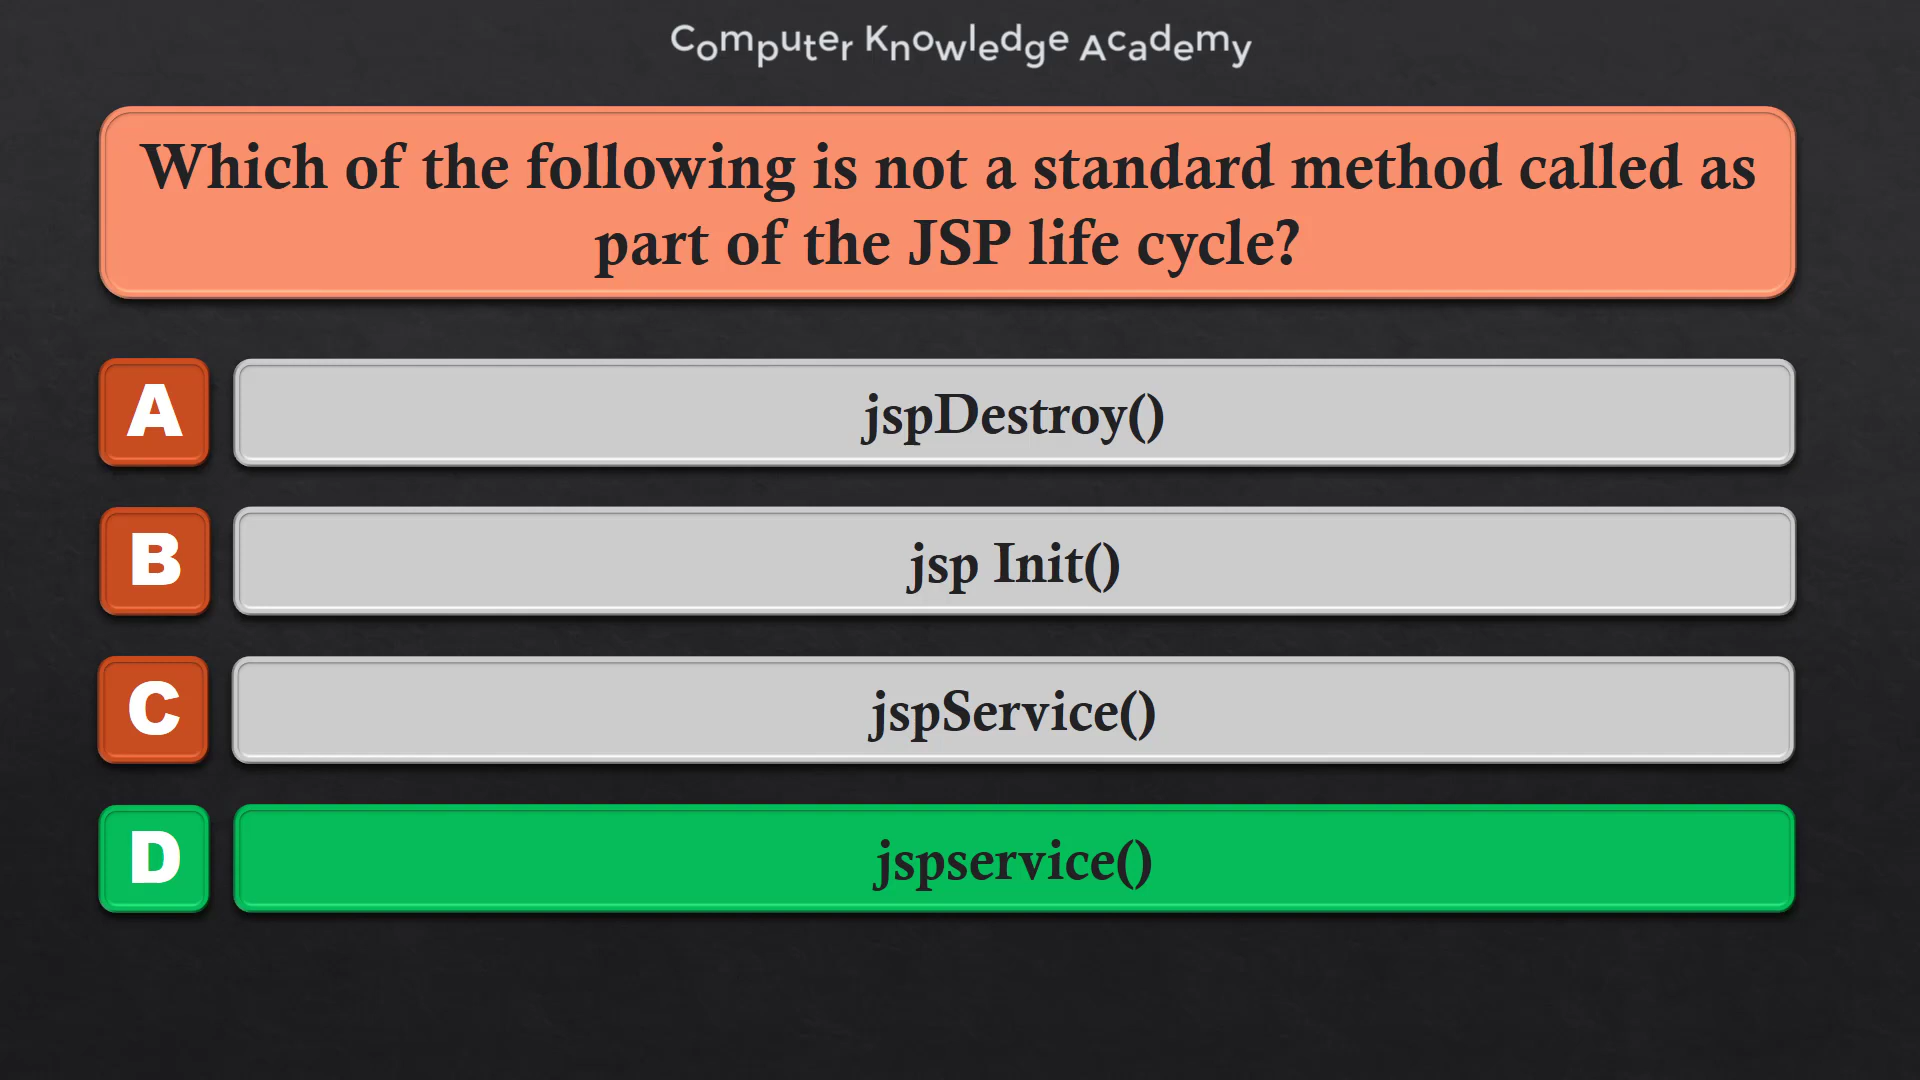 Computer Knowledge Academy
Which of the following is not a standard method called as
part of the JSP life cycle?
A
jspDestroy()
B
jsp Init()
C
jspService()
D
jspservice()